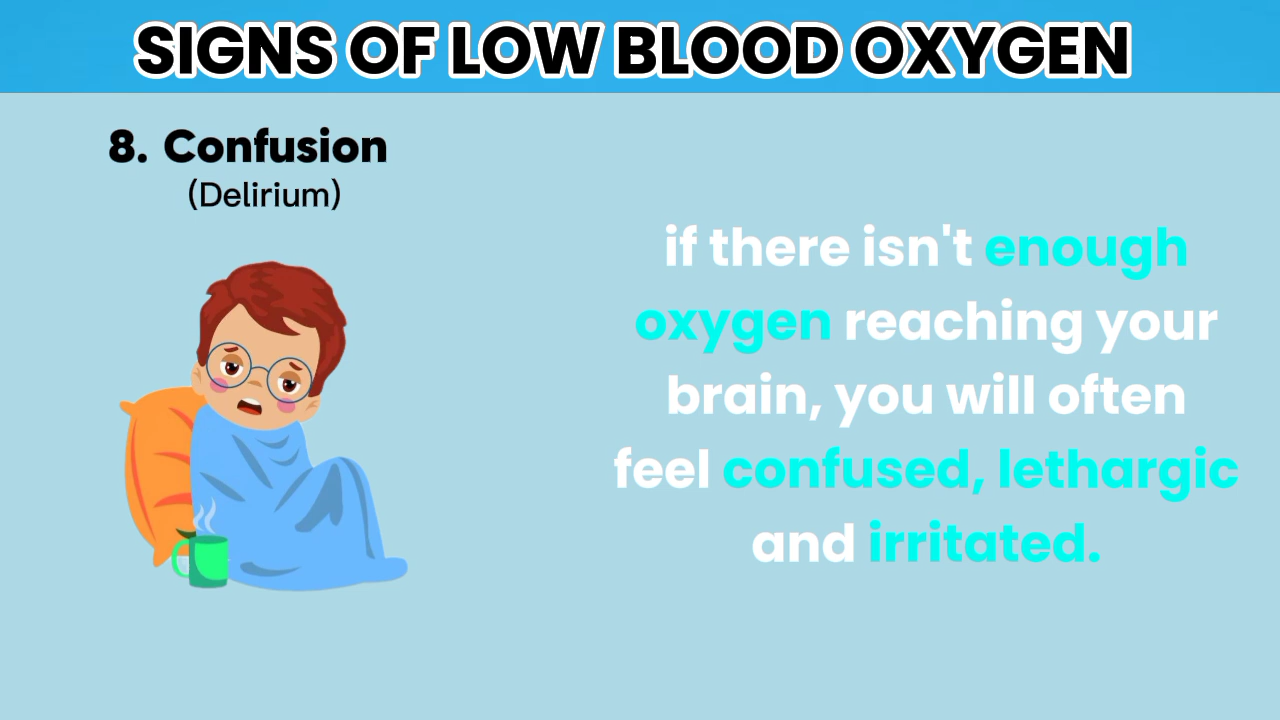 SIGNS OF LOW BLOOD OXYGEN
8. Confusion
(Delirium)
if there isn't enough
oxygen reaching your
brain, you will often
feel confused, lethargic
and irritated.